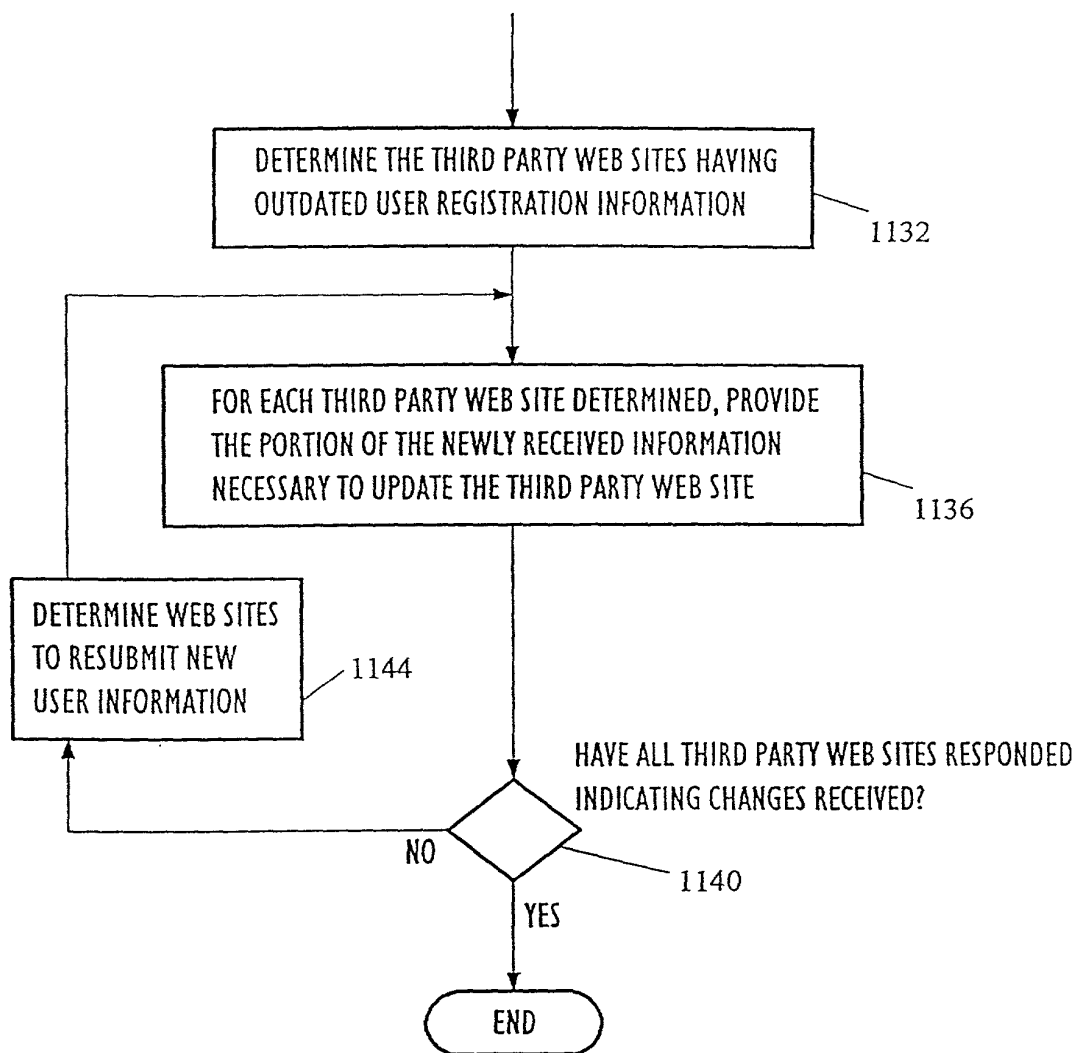 DETERMINE THE THIRD PARTY WEB SITES HAVING
OUTDATED USER REGISTRATION INFORMATION
1132
FOR EACH THIRD PARTY WEB SITE DETERMINED, PROVIDE
THE PORTION OF THE NEWLY RECEIVED INFORMATION
NECESSARY TO UPDATE THE THIRD PARTY WEB SITE
1136
DETERMINE WEB SITES
TO RESUBMIT NEW
USER INFORMATION
1144
HAVE ALL THIRD PARTY WEB SITES RESPONDED
INDICATING CHANGES RECEIVED?
NO
1140
YES
END